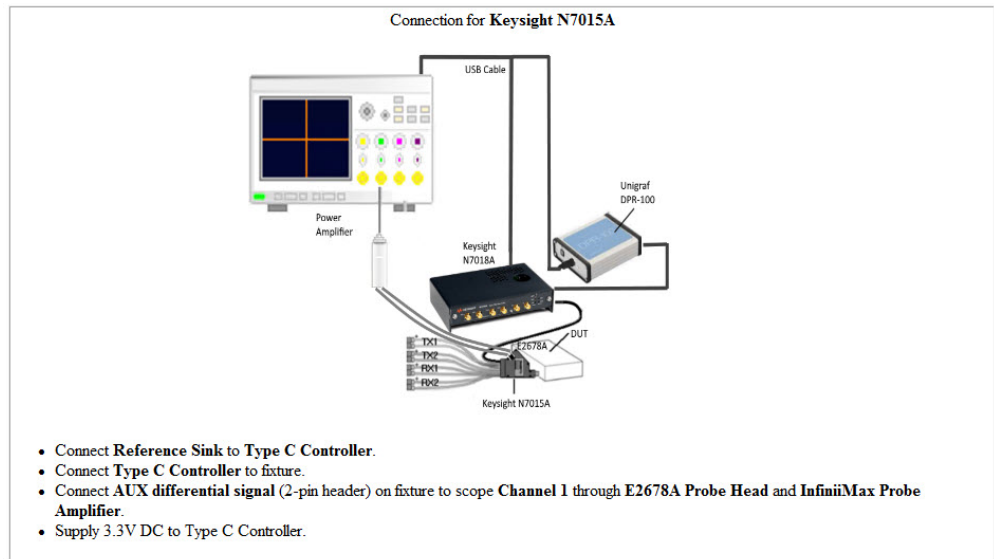 Connection for Keysight N7015A
USB Cable
Unigraf
DPR-100
Power
Amplifier
Keysight
N7018A
DUT
E2678A
TX1
TX2
RX1
RX2
Keysight N7015A
• Connect Reference Sink to Type C Controller.
• Connect Type C Controller to fixture.
• Connect AUX differential signal (2-pin header) on fixture to scope Channel 1 through E2678A Probe Head and InfiniiMax Probe
Amplifier.
• Supply 3.3V DC to Type C Controller.